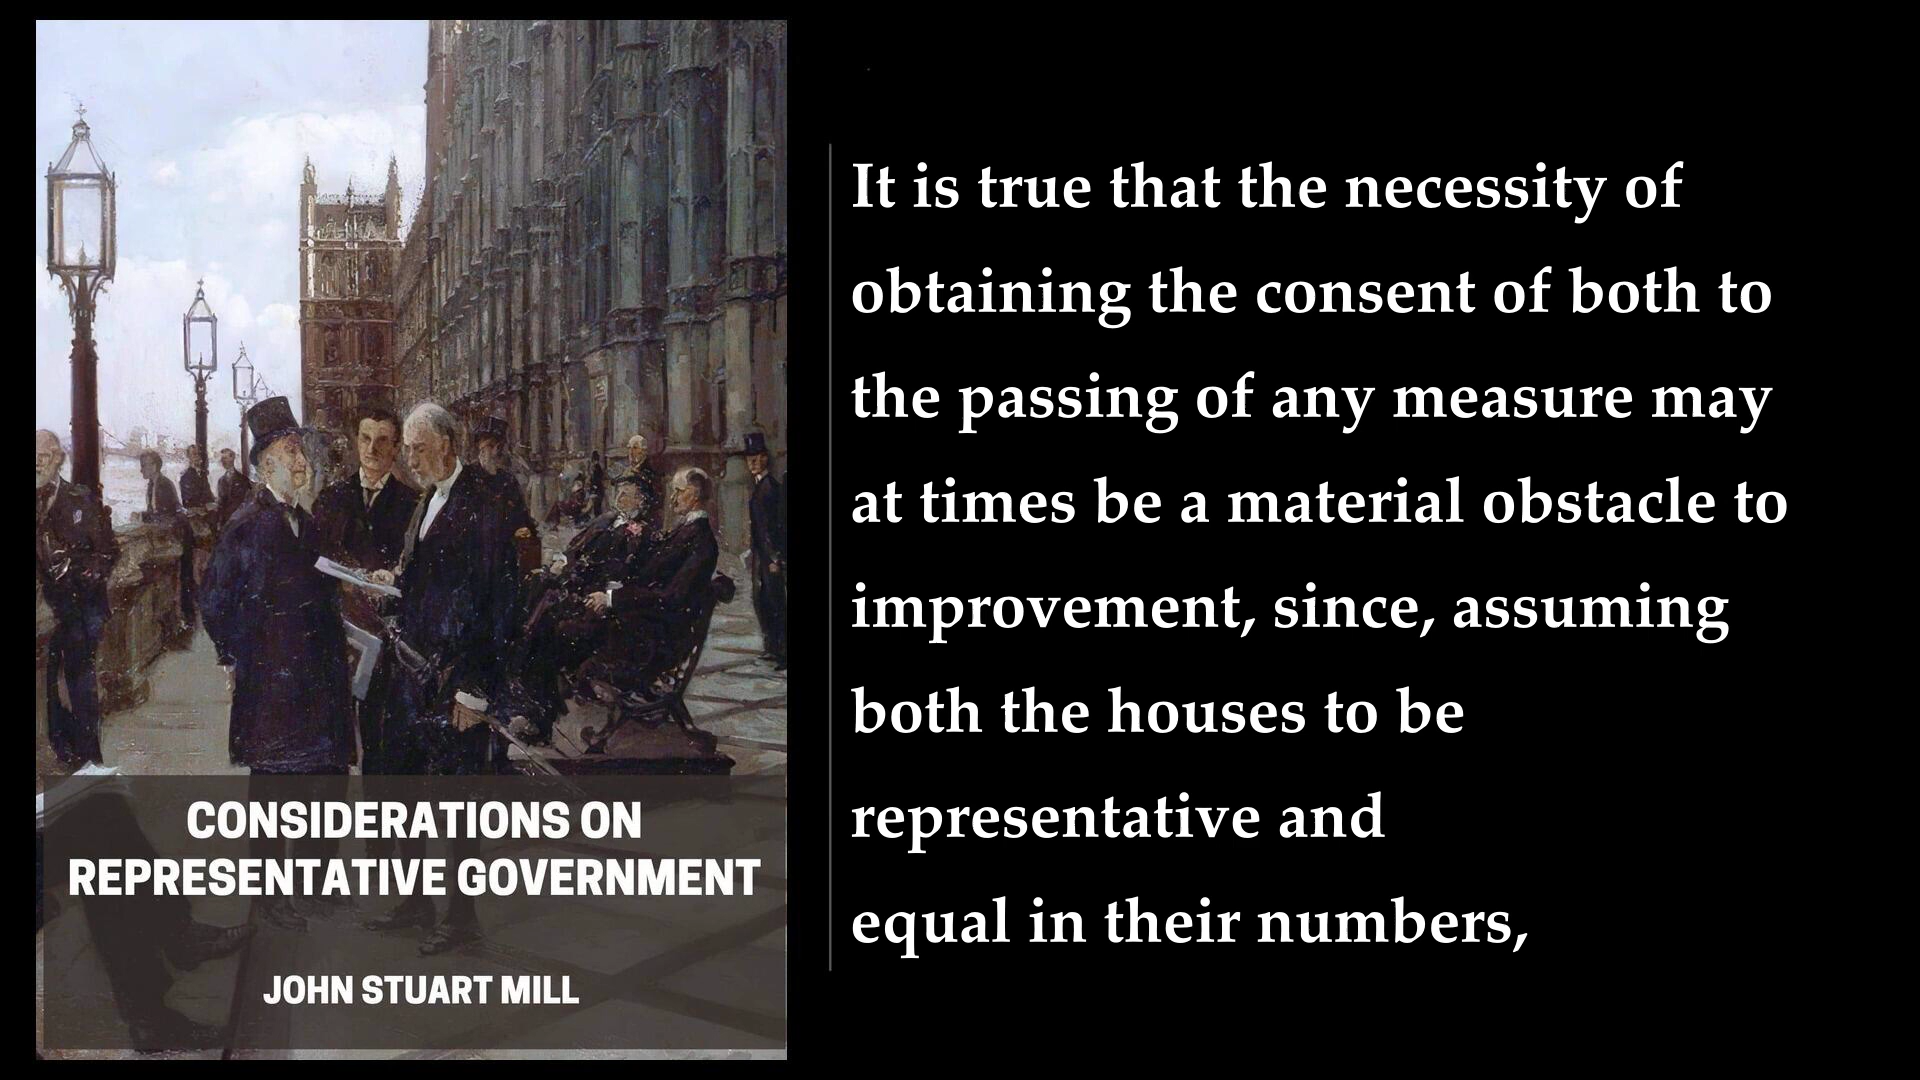 CONSIDERATIONS ON
REPRESENTATIVE GOVERNMENT
JOHN STUART MILL
It is true that the necessity of
obtaining the consent of both to
the passing of any measure may
at times be a material obstacle to
improvement, since, assuming
both the houses to be
representative and
equal in their numbers,